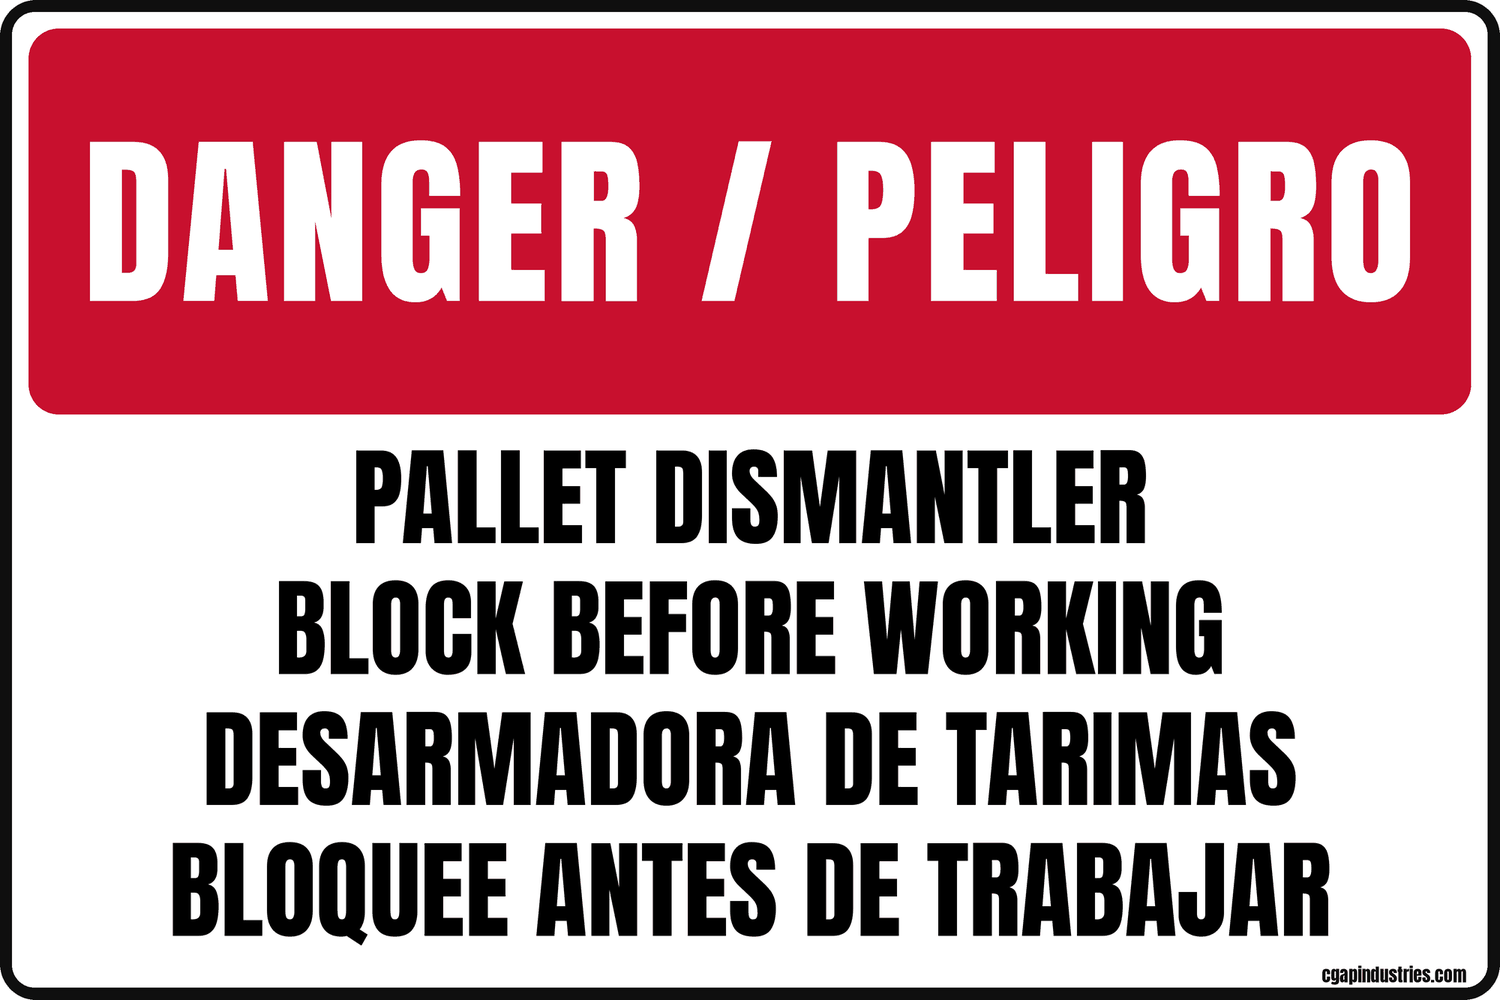 DANGER / PELIGRO
PALLET DISMANTLER
BLOCK BEFORE WORKING
DESARMADORA DE TARIMAS
BLOQUEE ANTES DE TRABAJAR
cgapindustries.com